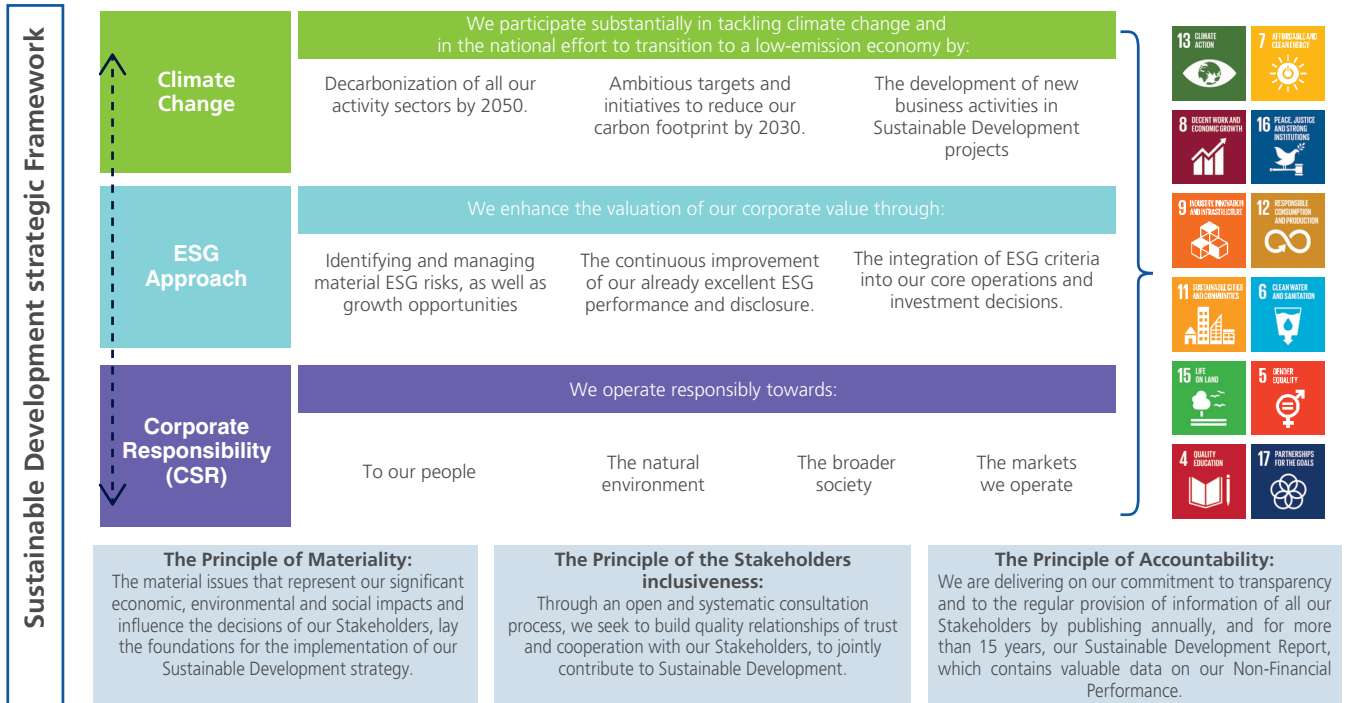 Sustainable Development strategic Framework
Climate
Change
We participate substantially in tackling climate change and
in the national effort to transition to a low-emission economy by:
Decarbonization of all our
activity sectors by 2050.
Ambitious targets and
initiatives to reduce our
carbon footprint by 2030.
The development of new
business activities in
Sustainable Development
projects
ESG
Approach
We enhance the valuation of our corporate value through:
Identifying and managing
material ESG risks, as well as
growth opportunities
The continuous improvement
of our already excellent ESG
performance and disclosure.
The integration of ESG criteria
into our core operations and
investment decisions.
Corporate
Responsibility
(CSR)
We operate responsibly towards:
To our people
The natural
environment
The broader
society
The markets
we operate
13 CLIMATE
ACTION
7 AFFORDABLE AND
CLEAN ENERGY
8 DECENT WORK AND
ECONOMIC GROWTH
16 PEACE, JUSTICE
AND STRONG
INSTITUTIONS
9 INDUSTRY, INNOVATION
AND INFRASTRUCTURE
12 RESPONSIBLE
CONSUMPTION
AND PRODUCTION
11 SUSTAINABLE CITIES
AND COMMUNITIES
6 CLEAN WATER
AND SANITATION
15 LIFE
ON LAND
5 GENDER
EQUALITY
4 QUALITY
EDUCATION
17 PARTNERSHIPS
FOR THE GOALS
The Principle of Materiality:
The material issues that represent our significant
economic, environmental and social impacts and
influence the decisions of our Stakeholders, lay
the foundations for the implementation of our
Sustainable Development strategy.
The Principle of the Stakeholders
inclusiveness:
Through an open and systematic consultation
process, we seek to build quality relationships of trust
and cooperation with our Stakeholders, to jointly
contribute to Sustainable Development.
The Principle of Accountability:
We are delivering on our commitment to transparency
and to the regular provision of information of all our
Stakeholders by publishing annually, and for more
than 15 years, our Sustainable Development Report,
which contains valuable data on our Non-Financial
Performance.